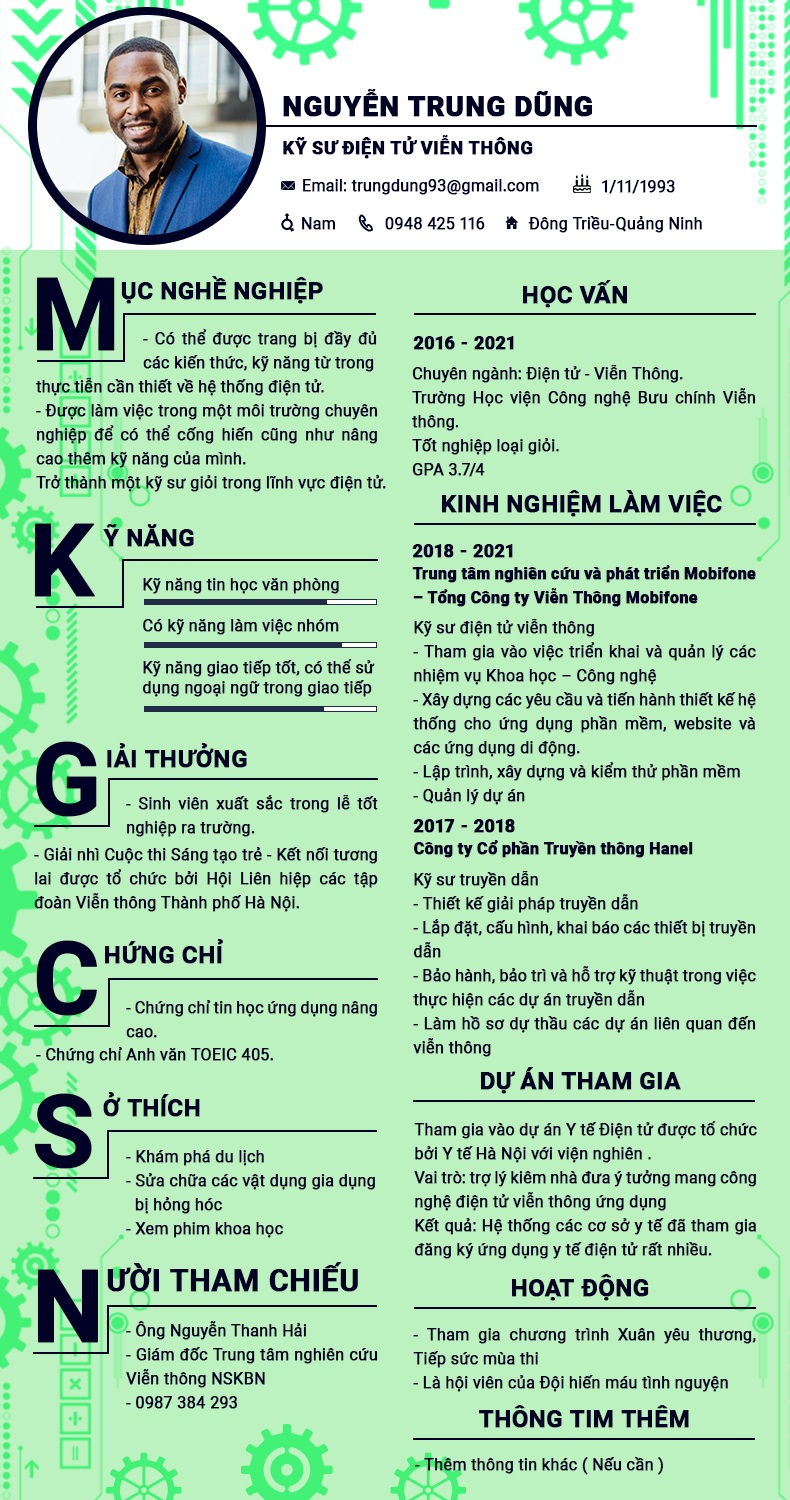 NGUYỄN TRUNG DŨNG
KỸ SƯ ĐIỆN TỬ VIỄN THÔNG
Email: trungdung93@gmail.com 1/11/1993
Nam 0948 425 116 Đông Triều-Quảng Ninh
MỤC NGHỀ NGHIỆP
- Có thể được trang bị đầy đủ
các kiến thức, kỹ năng từ trong
thực tiễn cần thiết về hệ thống điện tử.
- Được làm việc trong một môi trường chuyên
nghiệp để có thể cống hiến cũng như nâng
cao thêm kỹ năng của mình.
Trở thành một kỹ sư giỏi trong lĩnh vực điện tử.
KỸ NĂNG
Kỹ năng tin học văn phòng
Có kỹ năng làm việc nhóm
Kỹ năng giao tiếp tốt, có thể sử
dụng ngoại ngữ trong giao tiếp
GIẢI THƯỞNG
- Sinh viên xuất sắc trong lễ tốt
nghiệp ra trường.
- Giải nhì Cuộc thi Sáng tạo trẻ - Kết nối tương
lai được tổ chức bởi Hội Liên hiệp các tập
đoàn Viễn thông Thành phố Hà Nội.
CHỨNG CHỈ
- Chứng chỉ tin học ứng dụng nâng
cao.
- Chứng chỉ Anh văn TOEIC 405.
SỞ THÍCH
- Khám phá du lịch
- Sửa chữa các vật dụng gia dụng
bị hỏng hóc
- Xem phim khoa học
NƯỜI THAM CHIẾU
- Ông Nguyễn Thanh Hải
- Giám đốc Trung tâm nghiên cứu
Viễn thông NSKBN
- 0987 384 293
HỌC VẤN
2016 - 2021
Chuyên ngành: Điện tử - Viễn Thông.
Trường Học viện Công nghệ Bưu chính Viễn
thông.
Tốt nghiệp loại giỏi.
GPA 3.7/4
KINH NGHIỆM LÀM VIỆC
2018 - 2021
Trung tâm nghiên cứu và phát triển Mobifone
– Tổng Công ty Viễn Thông Mobifone
Kỹ sư điện tử viễn thông
- Tham gia vào việc triển khai và quản lý các
nhiệm vụ Khoa học – Công nghệ
- Xây dựng các yêu cầu và tiến hành thiết kế hệ
thống cho ứng dụng phần mềm, website và
các ứng dụng di động.
- Lập trình, xây dựng và kiểm thử phần mềm
- Quản lý dự án
2017 - 2018
Công ty Cổ phần Truyền thông Hanel
Kỹ sư truyền dẫn
- Thiết kế giải pháp truyền dẫn
- Lắp đặt, cấu hình, khai báo các thiết bị truyền
dẫn
- Bảo hành, bảo trì và hỗ trợ kỹ thuật trong việc
thực hiện các dự án truyền dẫn
- Làm hồ sơ dự thầu các dự án liên quan đến
viễn thông
DỰ ÁN THAM GIA
Tham gia vào dự án Y tế Điện tử được tổ chức
bởi Y tế Hà Nội với viện nghiên .
Vai trò: trợ lý kiêm nhà đưa ý tưởng mang công
nghệ điện tử viễn thông ứng dụng
Kết quả: Hệ thống các cơ sở y tế đã tham gia
đăng ký ứng dụng y tế điện tử rất nhiều.
HOẠT ĐỘNG
- Tham gia chương trình Xuân yêu thương,
Tiếp sức mùa thi
- Là hội viên của Đội hiến máu tình nguyện
THÔNG TIM THÊM
- Thêm thông tin khác ( Nếu cần )